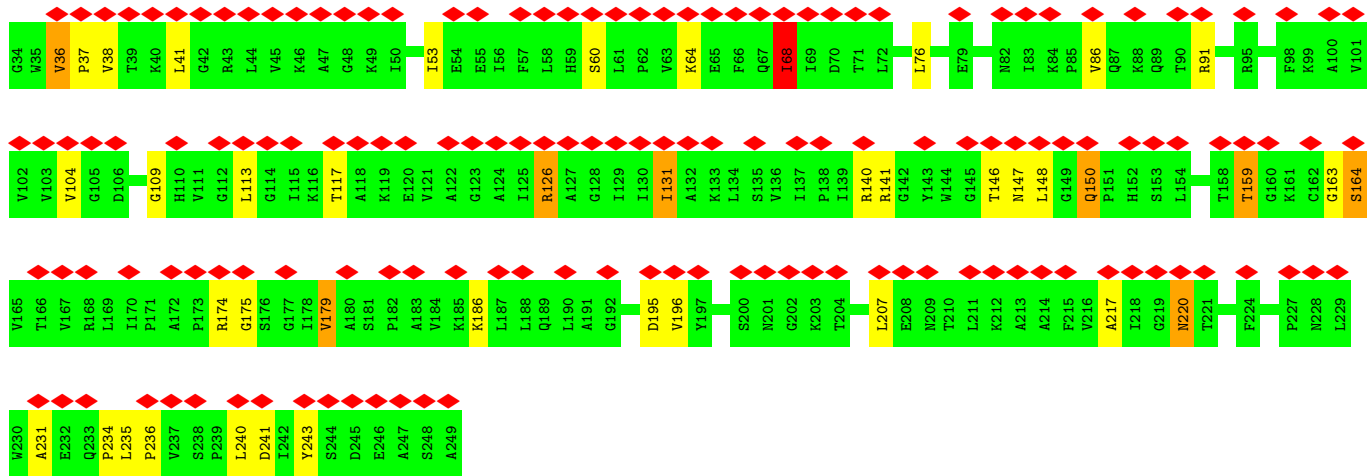 G34 W35 V36 P37 V38 T39 K40 L41 G42 R43 L44 V45 K46 A47 G48 K49 I50 I53 E54 E55 I56 F57 L58 H59 S60 L61 P62 V63 K64 E65 F66 Q67 I68 I69 D70 T71 L72 L76 E79 N82 I83 K84 P85 V86 Q87 K88 Q89 T90 R91 R95 F98 K99 A100 V101
V102 V103 V104 G105 D106 G109 H110 V111 G112 L113 G114 I115 K116 T117 A118 K119 E120 V121 A122 G123 A124 I125 R126 A127 G128 I129 I130 I131 A132 K133 L134 S135 V136 I137 P138 I139 R140 R141 G142 Y143 W144 G145 T146 N147 L148 G149 Q150 P151 H152 S153 L154 T158 T159 G160 K161 C162 G163 S164
V165 T166 V167 R168 L169 I170 P171 A172 P173 R174 G175 S176 G177 I178 V179 A180 S181 P182 A183 V184 K185 K186 L187 L188 Q189 L190 A191 G192 D195 V196 Y197 S200 N201 G202 K203 T204 L207 E208 N209 T210 L211 K212 A213 A214 F215 V216 A217 I218 G219 N220 T221 F224 P227 N228 L229
W230 A231 E232 Q233 P234 L235 P236 V237 S238 P239 L240 D241 I242 Y243 S244 D245 E246 A247 S248 A249